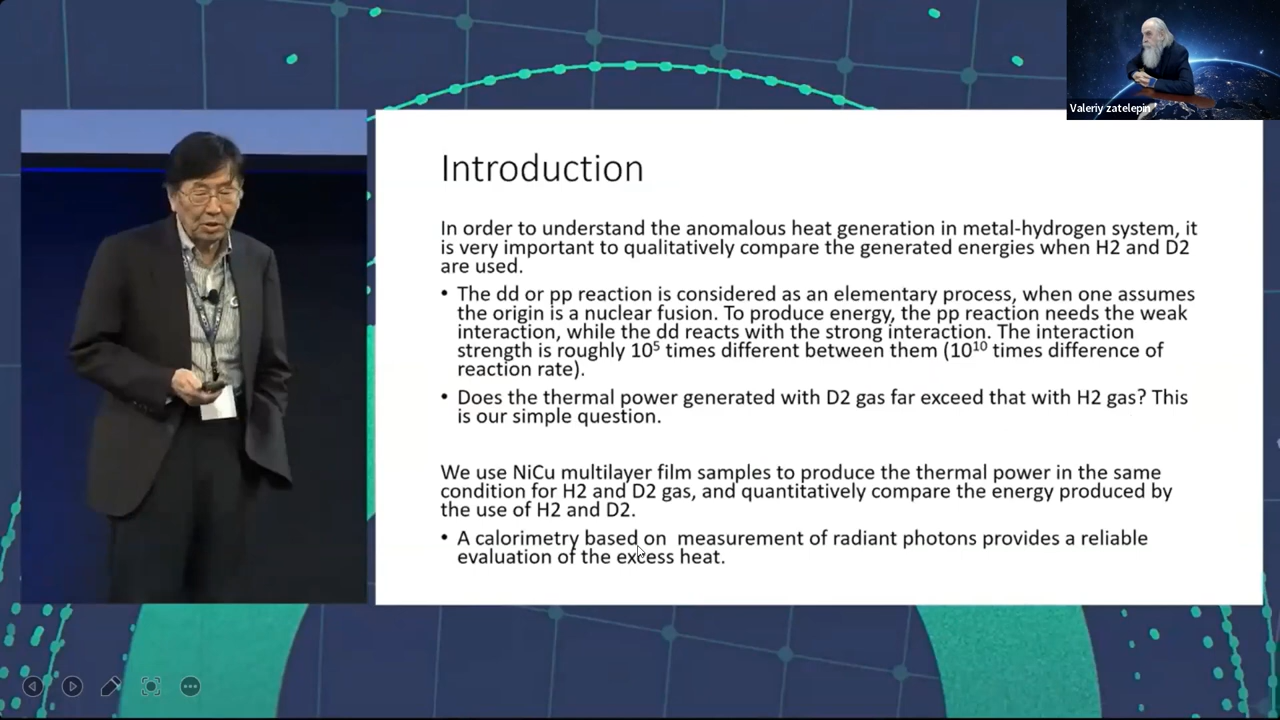 Valeriy zatelepin
Introduction
In order to understand the anomalous heat generation in metal-hydrogen system, it
is very important to qualitatively compare the generated energies when H2 and D2
are used.
• The dd or pp reaction is considered as an elementary process, when one assumes
the origin is a nuclear fusion. To produce energy, the pp reaction needs the weak
interaction, while the dd reacts with the strong interaction. The interaction
strength is roughly 10⁵ times different between them (10¹⁰ times difference of
reaction rate).
• Does the thermal power generated with D2 gas far exceed that with H2 gas? This
is our simple question.
We use NiCu multilayer film samples to produce the thermal power in the same
condition for H2 and D2 gas, and quantitatively compare the energy produced by
the use of H2 and D2.
• A calorimetry based on measurement of radiant photons provides a reliable
evaluation of the excess heat.